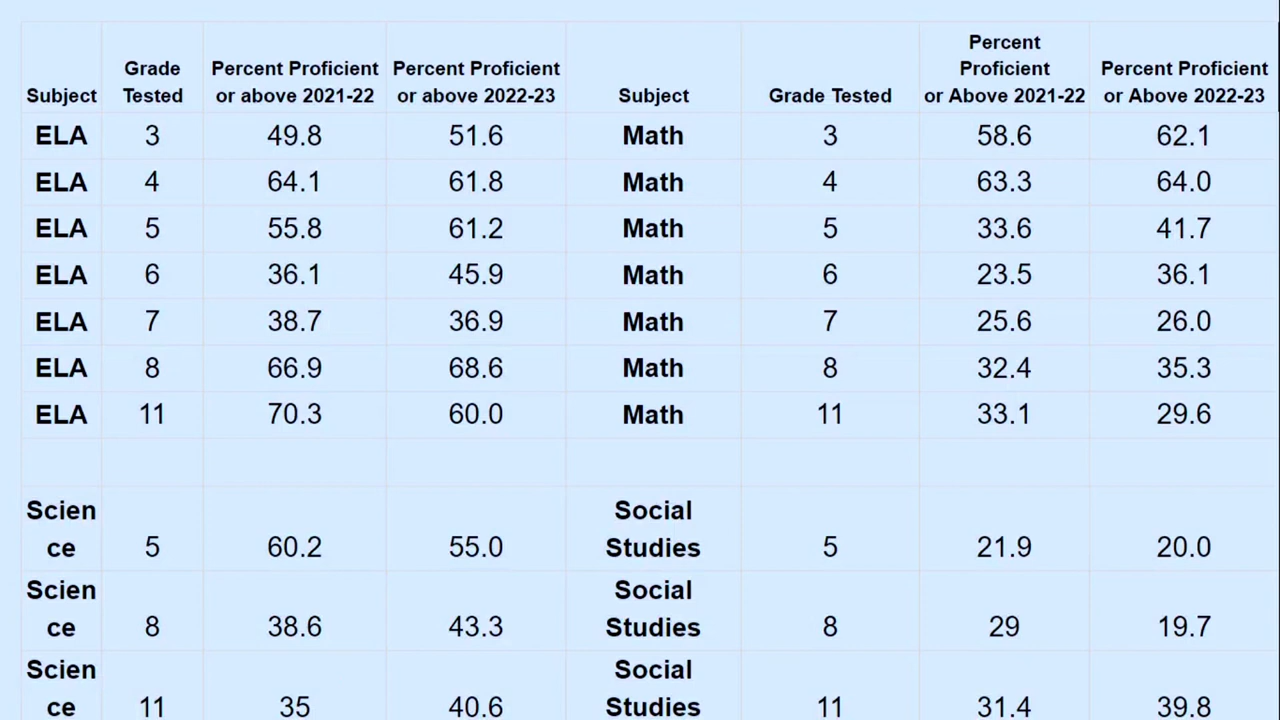 Subject Grade Tested Percent Proficient or above 2021-22 Percent Proficient or above 2022-23 Subject Grade Tested Percent Proficient or Above 2021-22 Percent Proficient or Above 2022-23
ELA 3 49.8 51.6 Math 3 58.6 62.1
ELA 4 64.1 61.8 Math 4 63.3 64.0
ELA 5 55.8 61.2 Math 5 33.6 41.7
ELA 6 36.1 45.9 Math 6 23.5 36.1
ELA 7 38.7 36.9 Math 7 25.6 26.0
ELA 8 66.9 68.6 Math 8 32.4 35.3
ELA 11 70.3 60.0 Math 11 33.1 29.6
Science 5 60.2 55.0 Social Studies 5 21.9 20.0
Science 8 38.6 43.3 Social Studies 8 29 19.7
Science 11 35 40.6 Social Studies 11 31.4 39.8